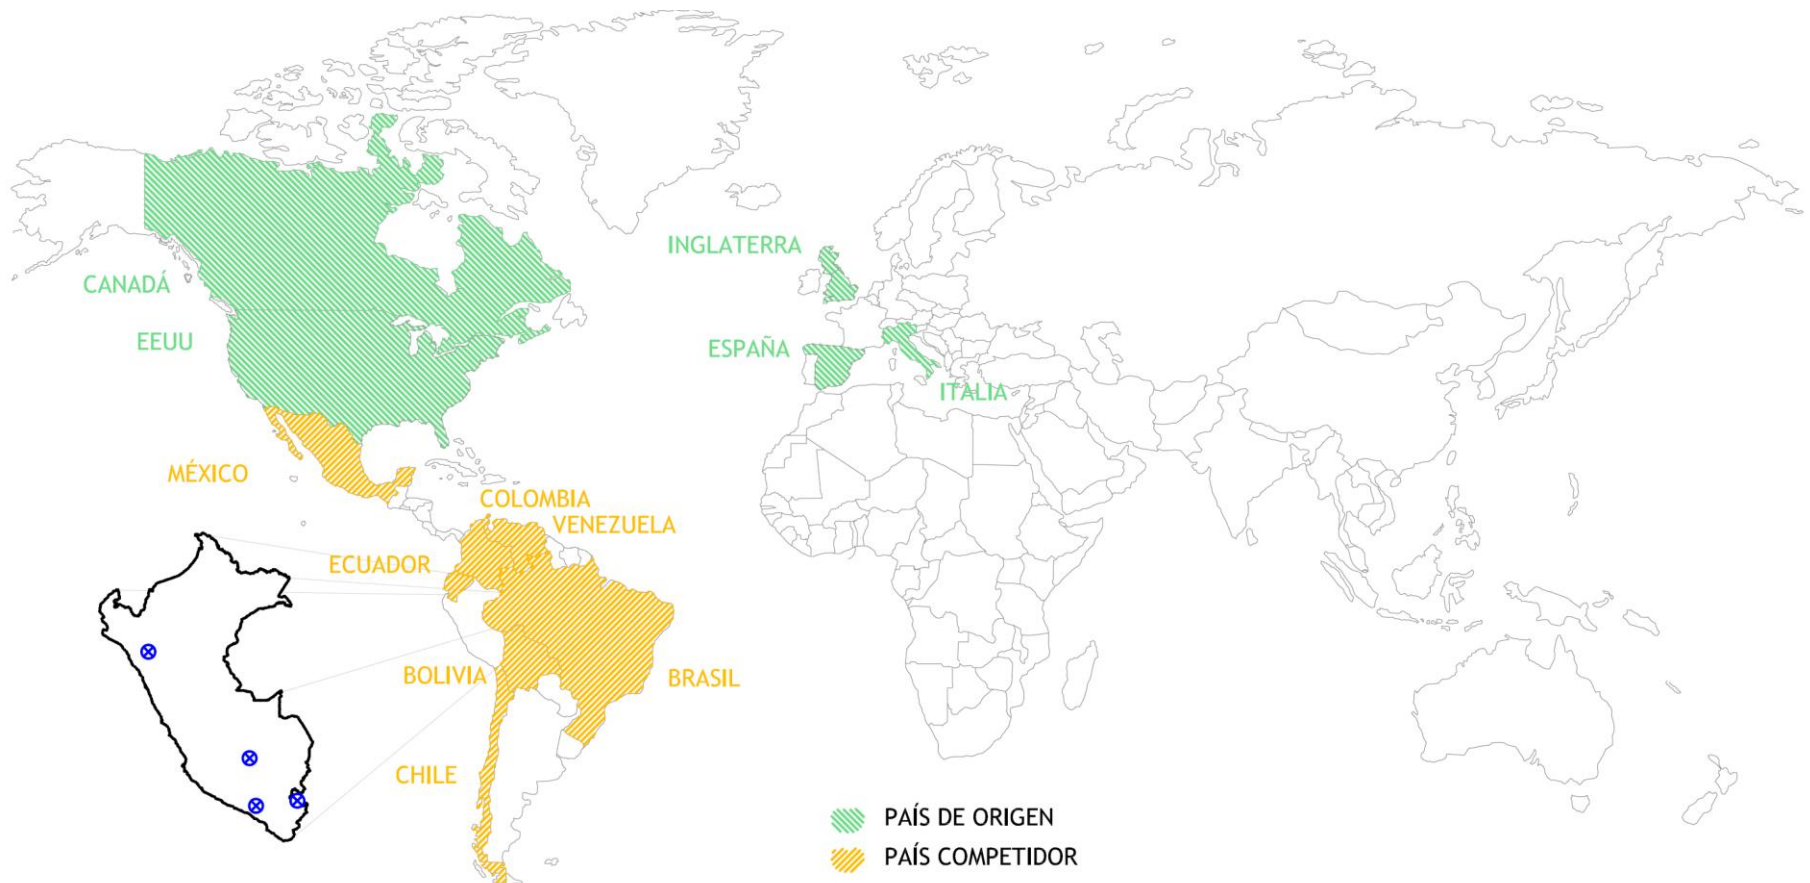 INGLATERRA
CANADÁ
EEUU
ESPAÑA
ITALIA
MÉXICO
COLOMBIA
VENEZUELA
ECUADOR
BOLIVIA
BRASIL
CHILE
PAÍS DE ORIGEN
PAÍS COMPETIDOR